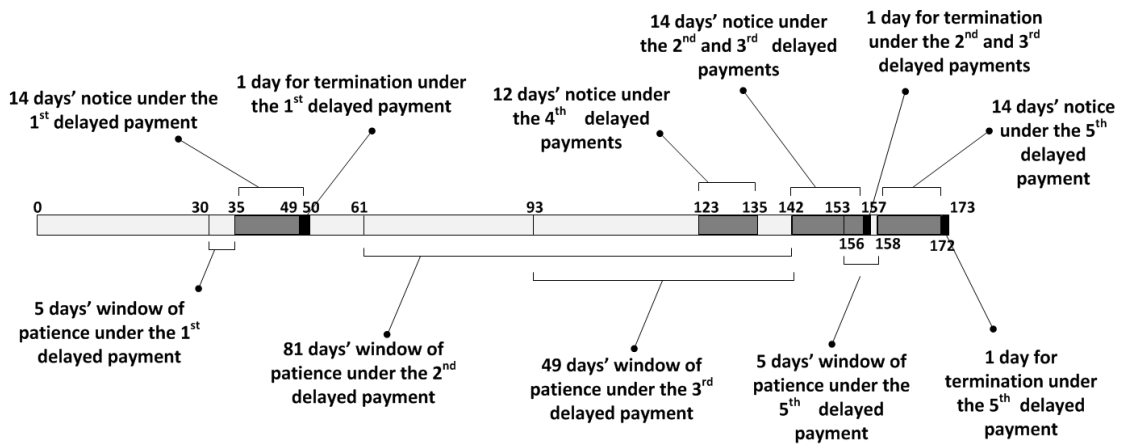 14 days’ notice under the
1st delayed payment
1 day for termination under
the 1st delayed payment
12 days’ notice under
the 4th delayed
payments
14 days’ notice under
the 2nd and 3rd delayed
payments
1 day for termination
under the 2nd and 3rd
delayed payments
14 days’ notice
under the 5th
delayed
payment
0 30 35 49 50 61 93 123 135 142 153 157 173
156 158 172
5 days’ window of
patience under the 1st
delayed payment
81 days’ window of
patience under the 2nd
delayed payment
49 days’ window of
patience under the 3rd
delayed payment
5 days’ window of
patience under the
5th delayed
payment
1 day for
termination under
the 5th delayed
payment